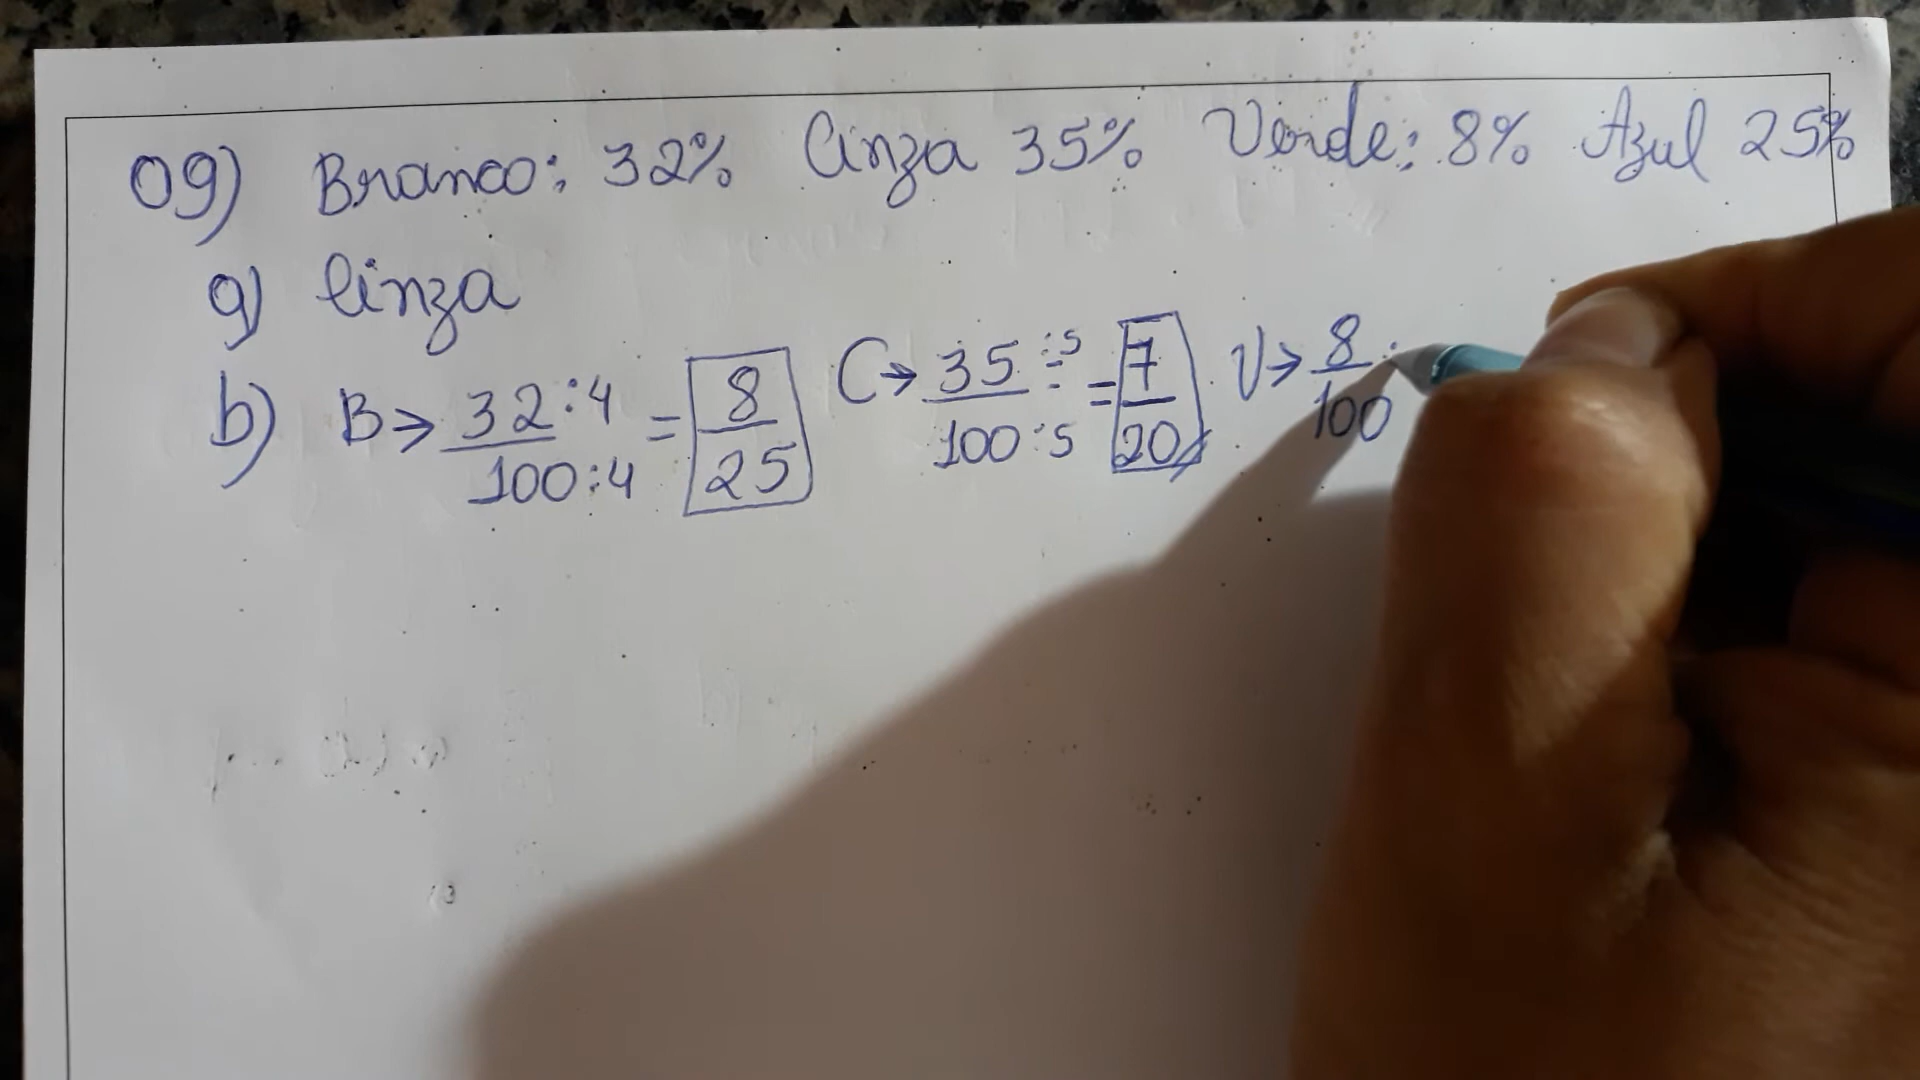 09) Branco: 32% Cinza 35% Verde: 8% Azul 25%
a) Cinza
b) B→ 32:4/100:4 = 8/25 C→ 35:5/100:5 = 7/20 V→ 8/100